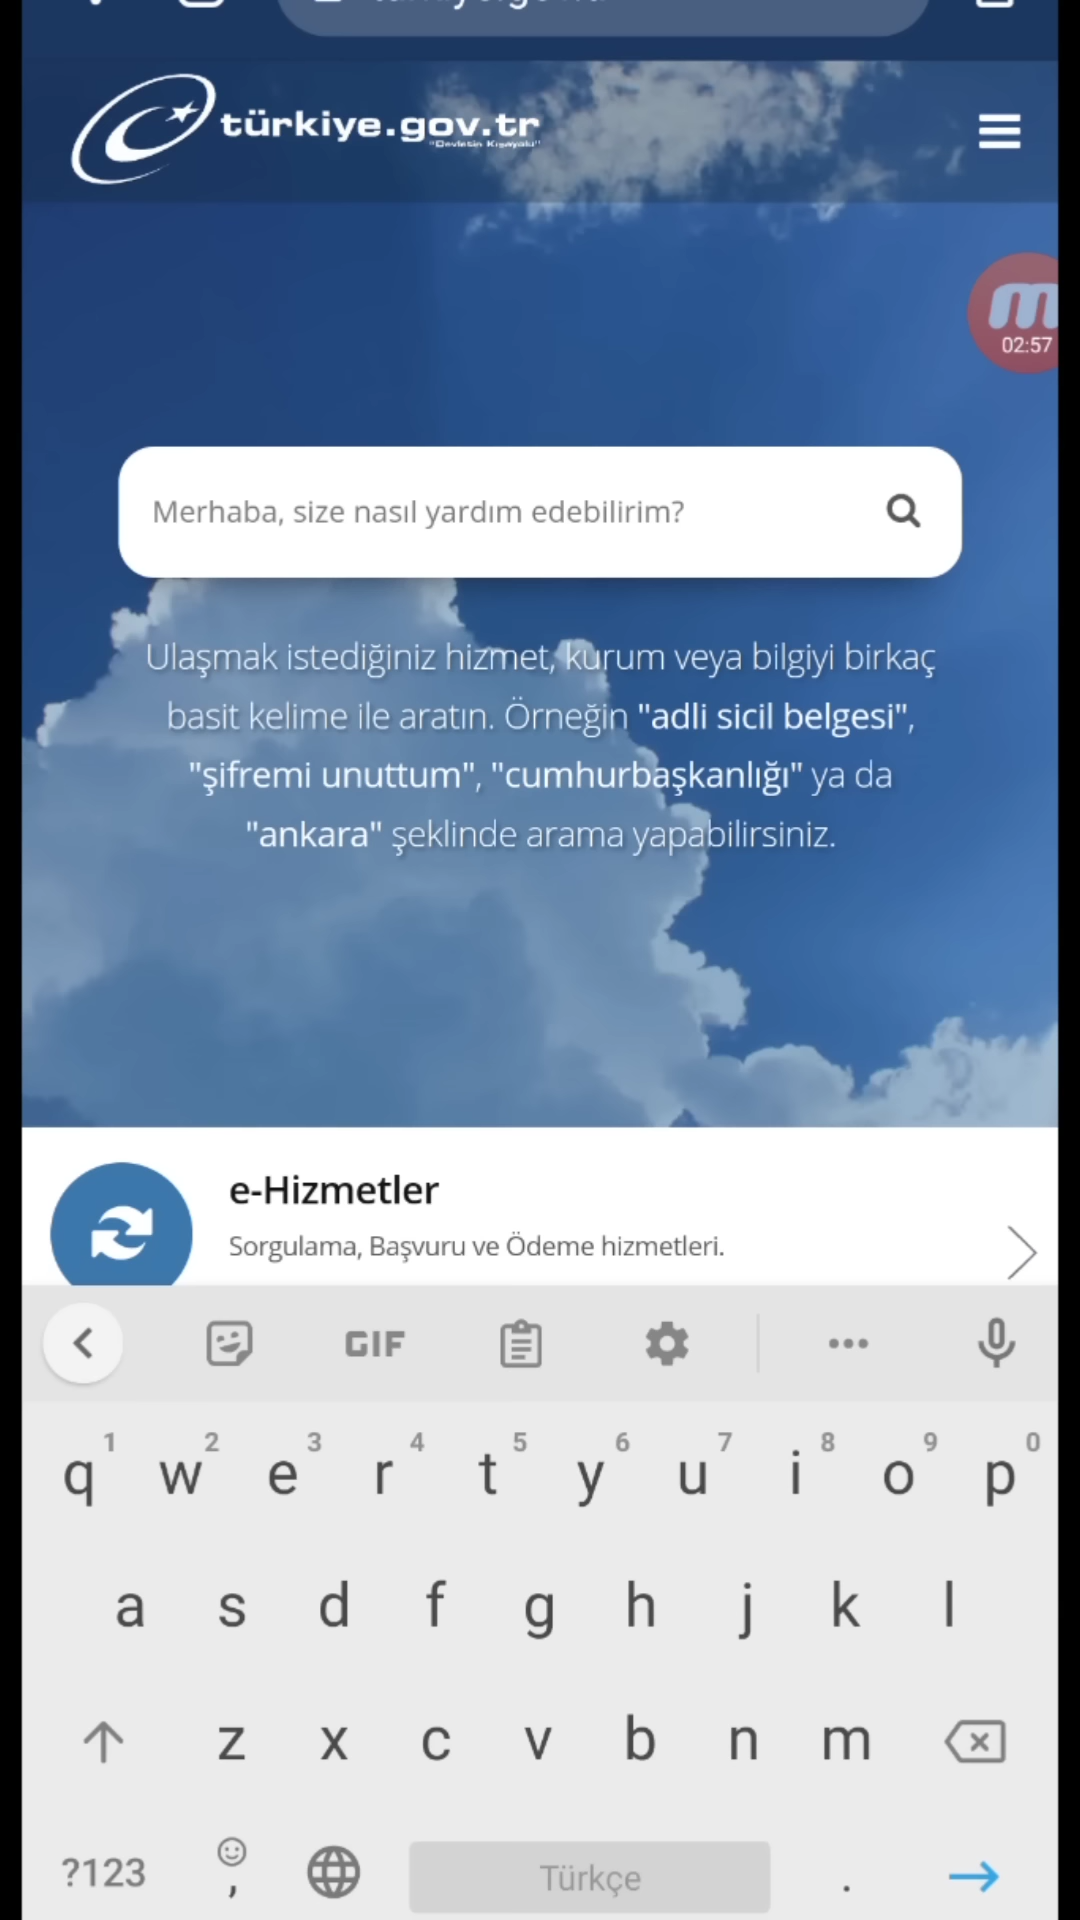 türkiye.gov.tr
"Devletin Kısayolu"
m
02:57
Merhaba, size nasıl yardım edebilirim?
Ulaşmak istediğiniz hizmet, kurum veya bilgiyi birkaç
basit kelime ile aratın. Örneğin "adli sicil belgesi",
"şifremi unuttum", "cumhurbaşkanlığı" ya da
"ankara" şeklinde arama yapabilirsiniz.
e-Hizmetler
Sorgulama, Başvuru ve Ödeme hizmetleri.
GIF
1 2 3 4 5 6 7 8 9 0
q w e r t y u i o p
a s d f g h j k l
z x c v b n m
?123 , Türkçe .